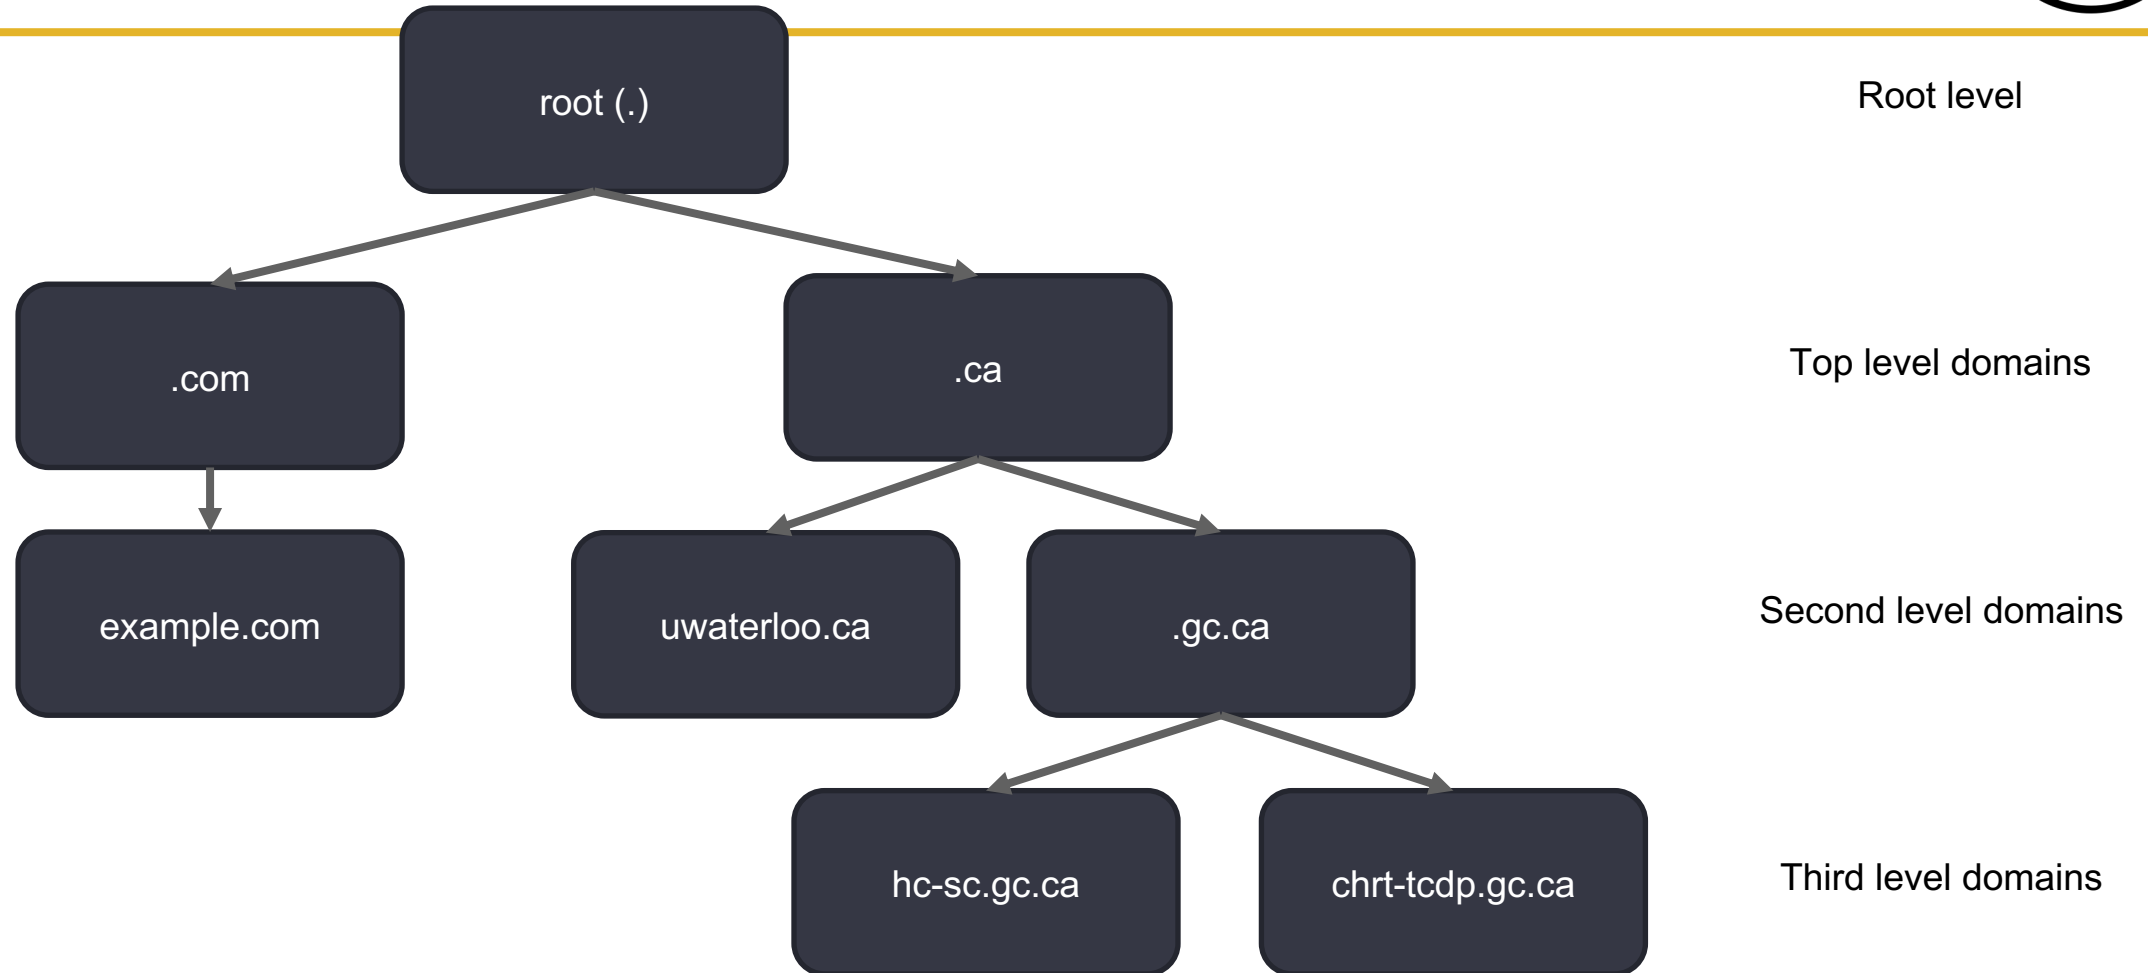 root (.)
Root level
.com
.ca
Top level domains
example.com
uwaterloo.ca
.gc.ca
Second level domains
hc-sc.gc.ca
chrt-tcdp.gc.ca
Third level domains